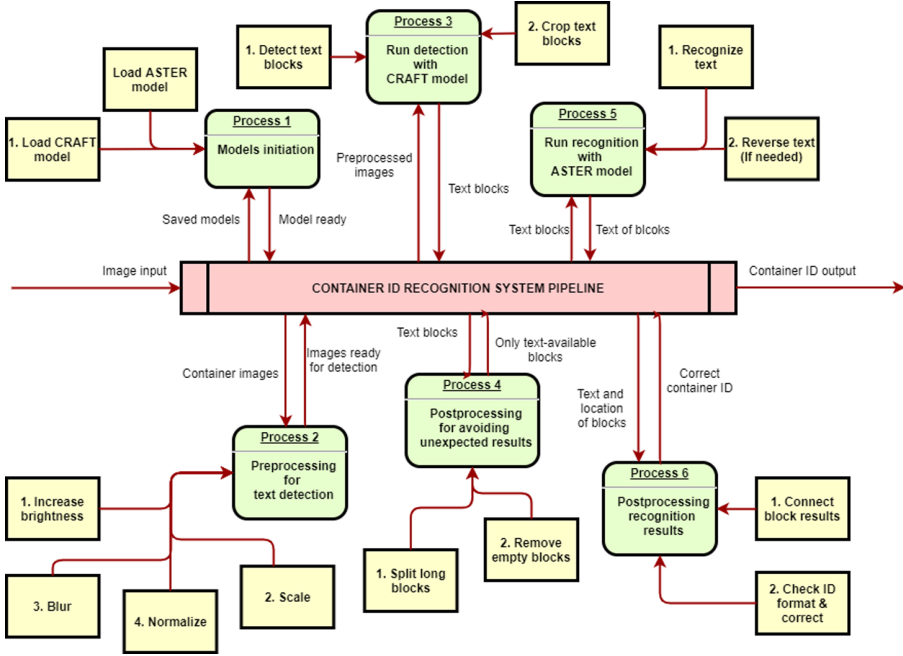 Process 3
Run detection
with
CRAFT model
1. Detect text
blocks
2. Crop text
blocks
1. Recognize
text
Load ASTER
model
1. Load CRAFT
model
Process 1
Models initiation
Process 5
Run recognition
with
ASTER model
2. Reverse text
(If needed)
Preprocessed
images
Text blocks
Saved models
Model ready
Text blocks
Text of blcoks
Image input
CONTAINER ID RECOGNITION SYSTEM PIPELINE
Container ID output
Container images
Images ready
for detection
Text blocks
Only text-available
blocks
Text and
location
of blocks
Correct
container ID
Process 2
Preprocessing
for
text detection
Process 4
Postprocessing
for avoiding
unexpected results
Process 6
Postprocessing
recognition
results
1. Increase
brightness
3. Blur
4. Normalize
2. Scale
1. Split long
blocks
2. Remove
empty blocks
1. Connect
block results
2. Check ID
format &
correct